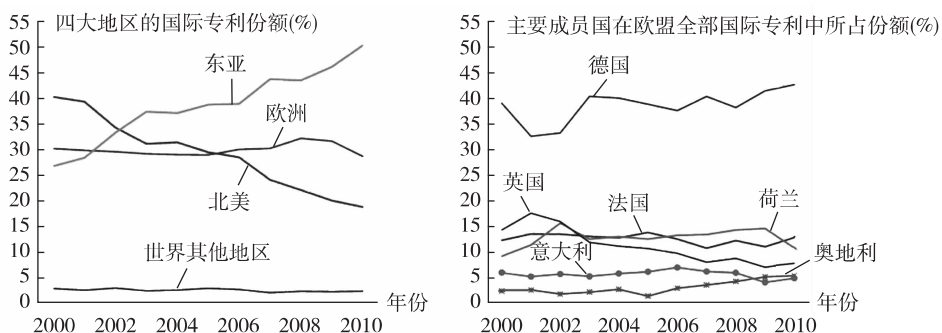 四大地区的国际专利份额(%)
55
50
45
40
35
30
25
20
15
10
5
0
东亚
欧洲
北美
世界其他地区
2000 2002 2004 2006 2008 2010 年份
主要成员国在欧盟全部国际专利中所占份额(%)
55
50
45
40
35
30
25
20
15
10
5
0
德国
英国
法国
荷兰
意大利
奥地利
2000 2002 2004 2006 2008 2010 年份